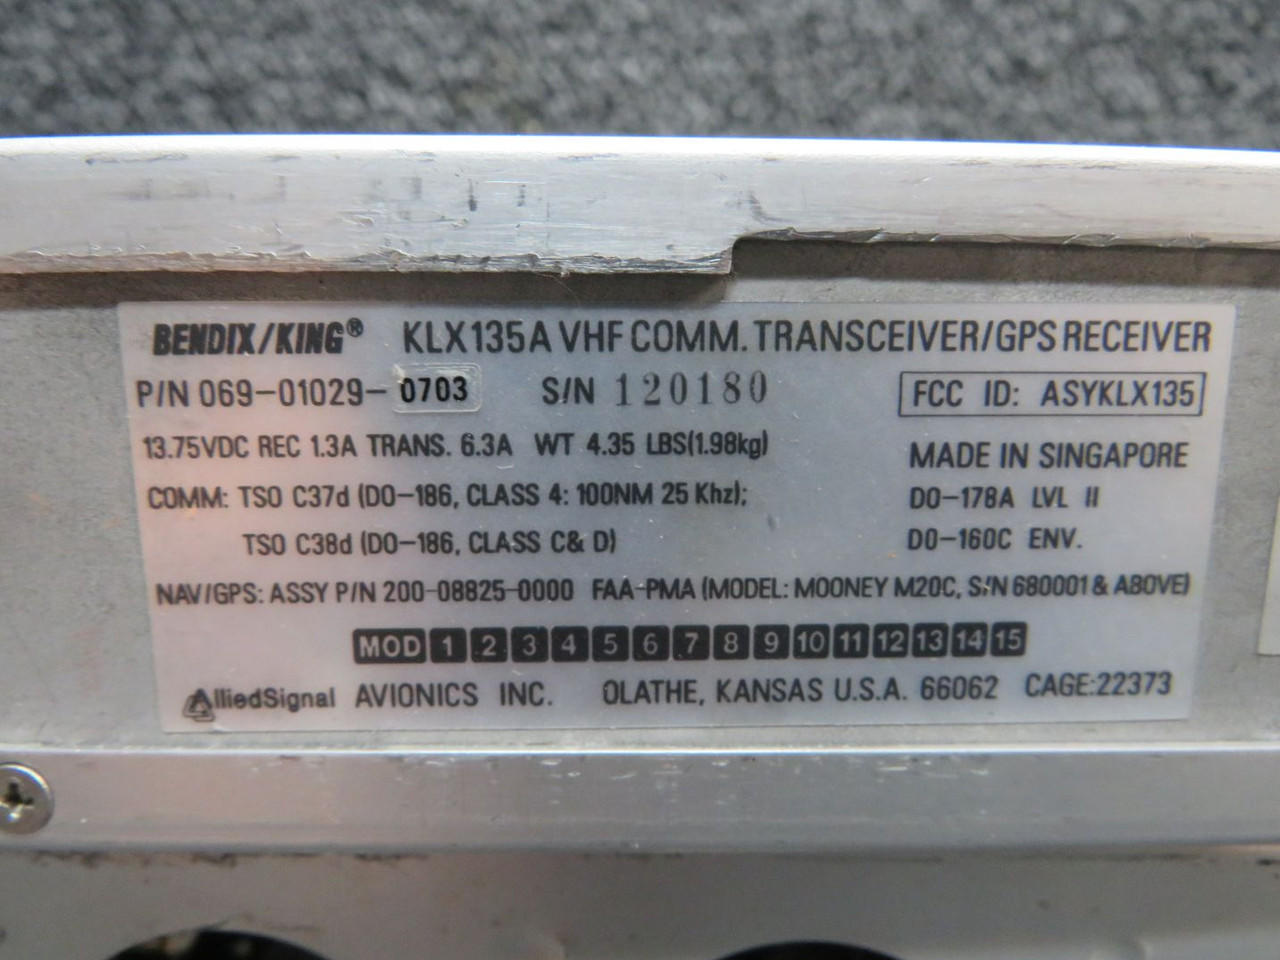 BENDIX/KING® KLX135A VHF COMM. TRANSCEIVER/GPS RECEIVER
P/N 069-01029-0703 S/N 120180 FCC ID: ASYKLX135
13.75VDC REC 1.3A TRANS. 6.3A WT 4.35 LBS(1.98kg) MADE IN SINGAPORE
COMM: TSO C37d (DO-186, CLASS 4: 100NM 25 Khz); DO-178A LVL II
TSO C38d (DO-186, CLASS C& D) DO-160C ENV.
NAV/GPS: ASSY P/N 200-08825-0000 FAA-PMA (MODEL: MOONEY M20C, S/N 680001 & ABOVE)
MOD 1 2 3 4 5 6 7 8 9 10 11 12 13 14 15
AlliedSignal AVIONICS INC. OLATHE, KANSAS U.S.A. 66062 CAGE:22373